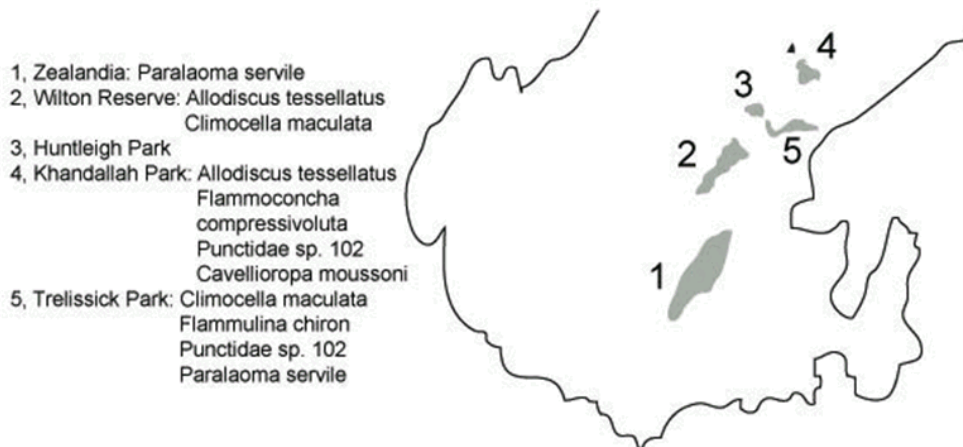 1, Zealandia: Paralaoma servile
2, Wilton Reserve: Allodiscus tessellatus
Climocella maculata
3, Huntleigh Park
4, Khandallah Park: Allodiscus tessellatus
Flammoconcha
compressivoluta
Punctidae sp. 102
Cavellioropa moussoni
5, Trelissick Park: Climocella maculata
Flammulina chiron
Punctidae sp. 102
Paralaoma servile
4
3
5
2
1